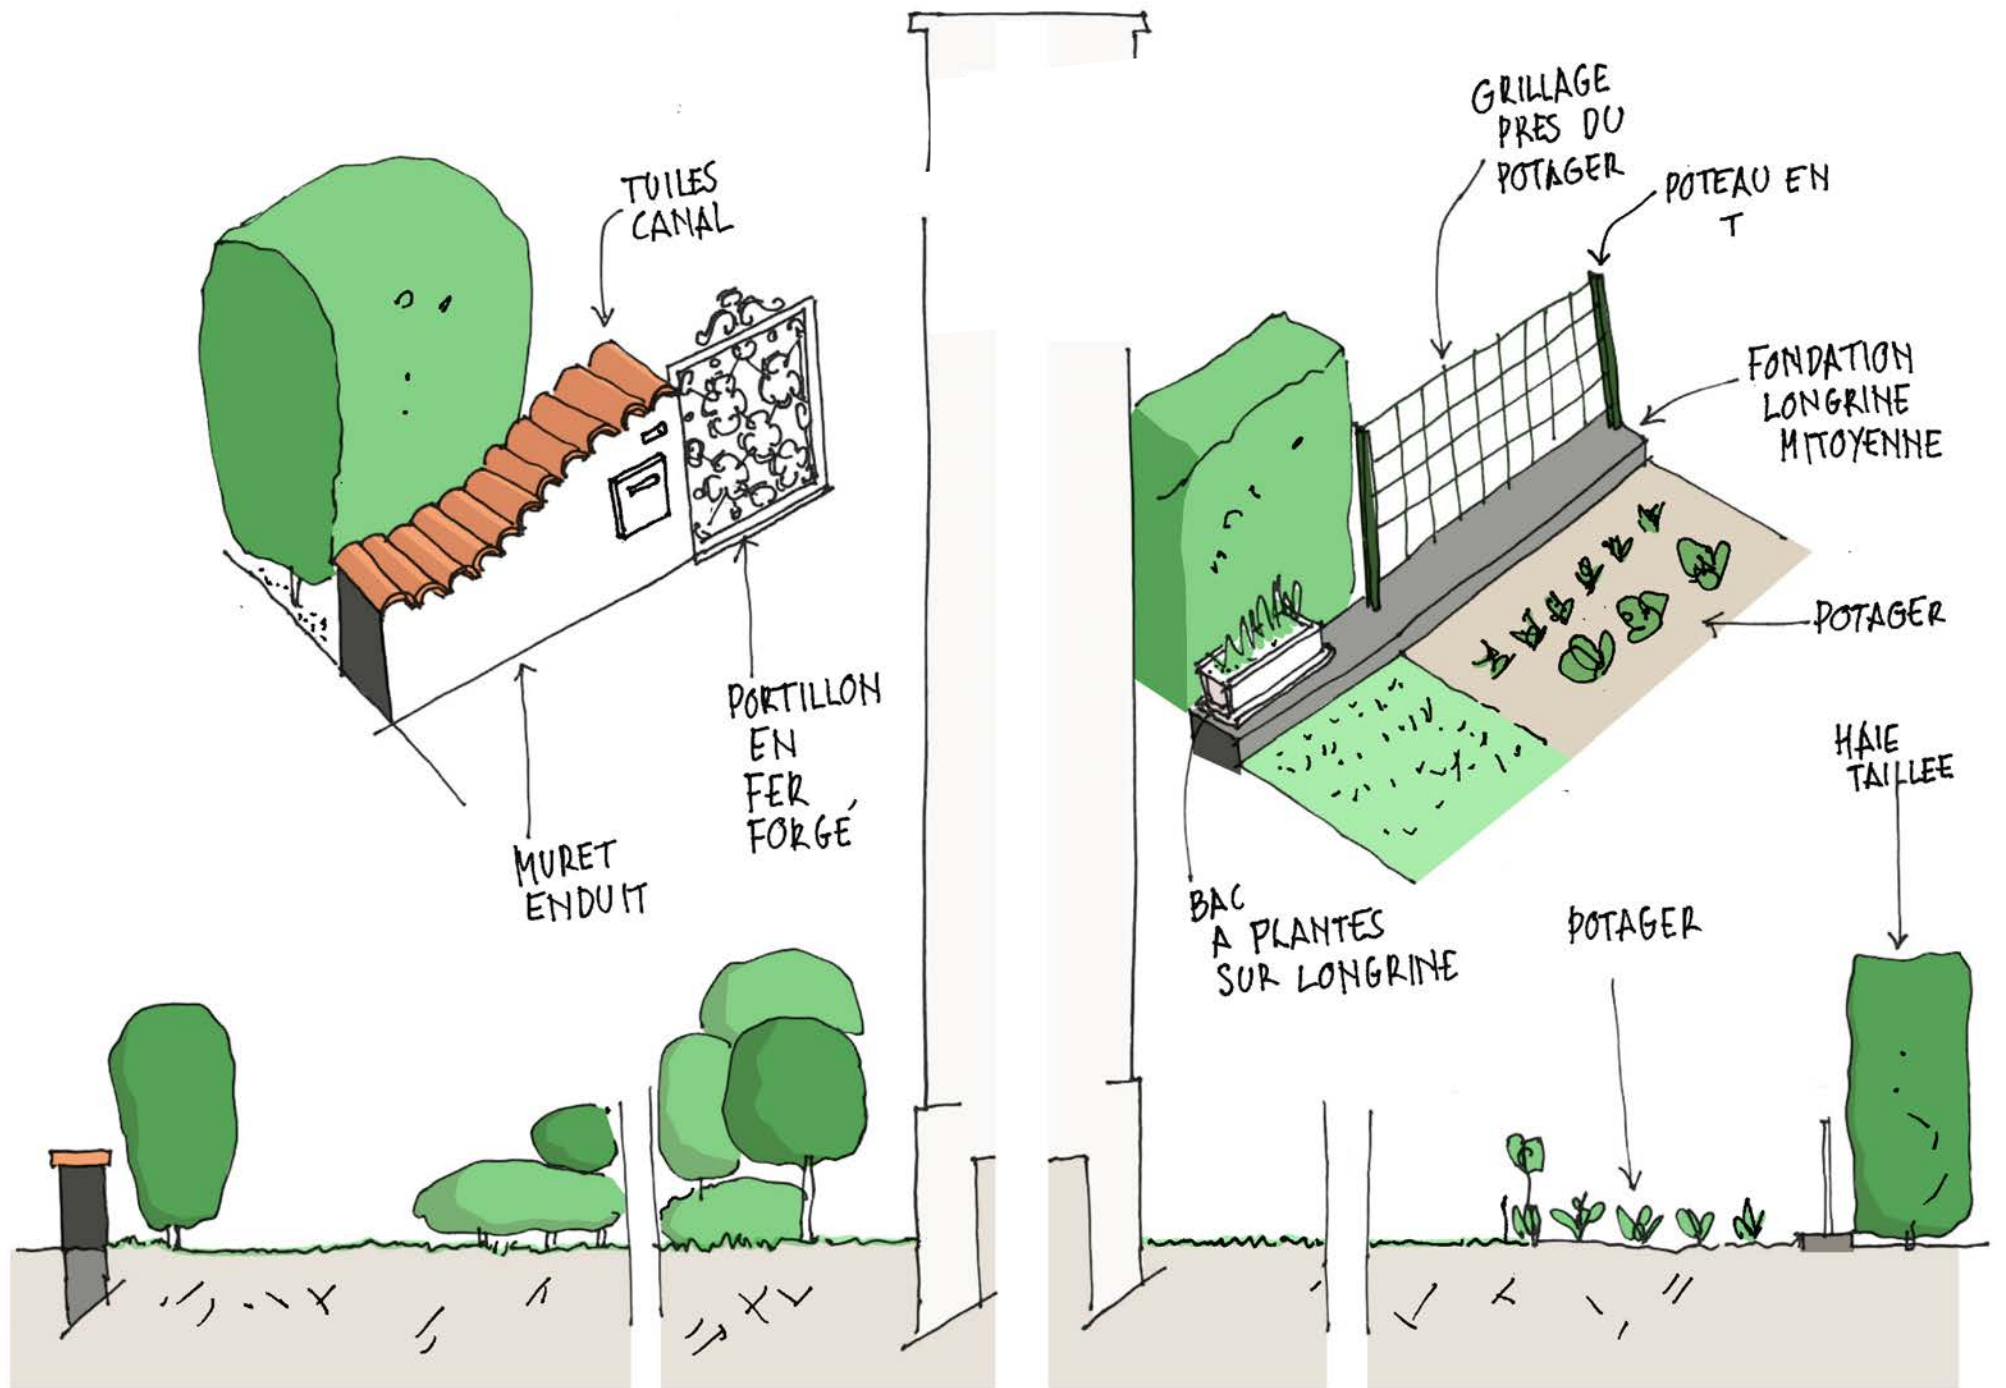 TUILES
CANAL
PORTILLON
EN
FER
FORGÉ
MURET
ENDUIT
GRILLAGE
PRES DU
POTAGER
POTEAU EN
T
FONDATION
LONGRINE
MITOYENNE
POTAGER
HAIE
TAILLEE
BAC
A PLANTES
SUR LONGRINE
POTAGER